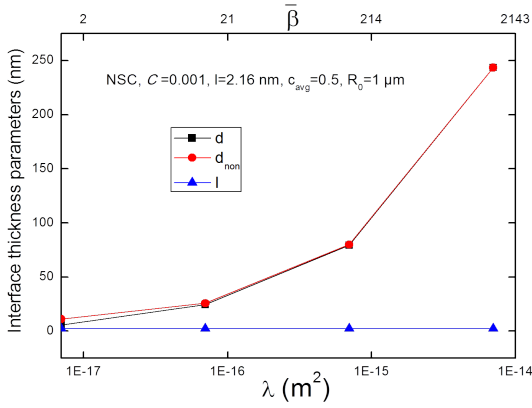 β̅
2 21 214 2143
Interface thickness parameters (nm)
250
200
150
100
50
0
NSC, C=0.001, l=2.16 nm, c_avg=0.5, R_0=1 μm
d
d_non
l
1E-17 1E-16 1E-15 1E-14
λ (m²)